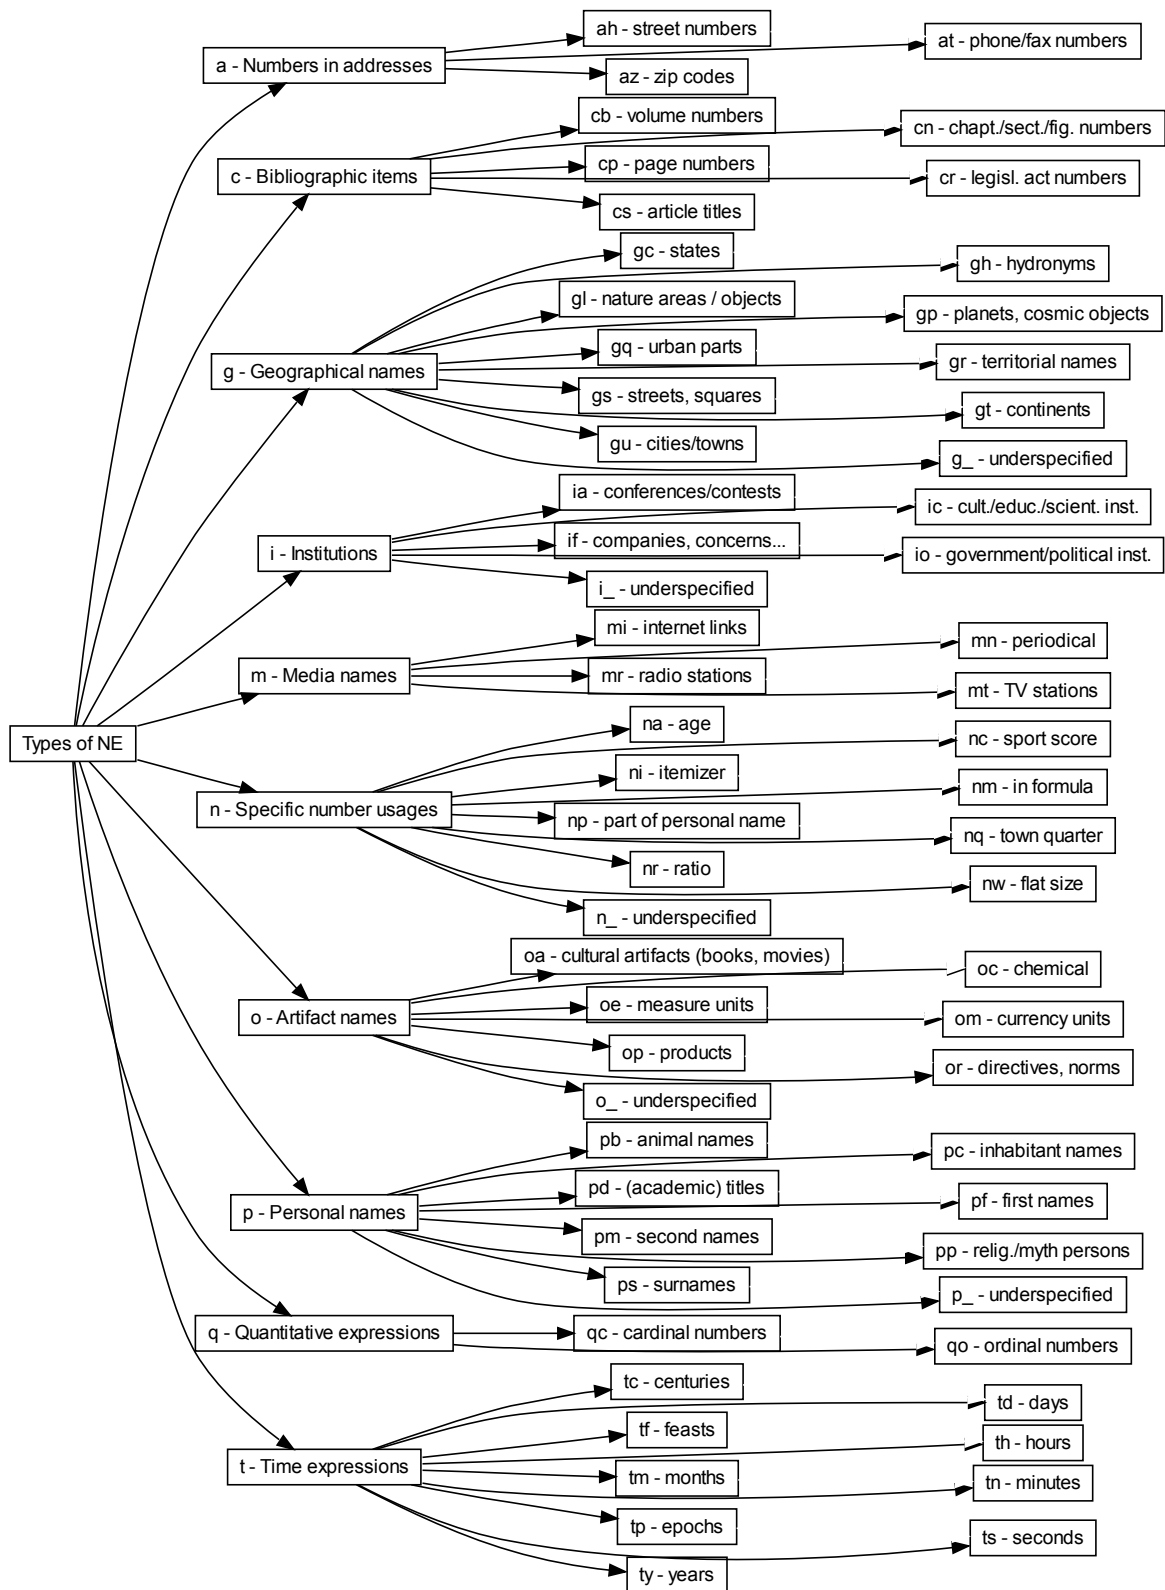 Types of NE
a - Numbers in addresses
ah - street numbers
at - phone/fax numbers
az - zip codes
c - Bibliographic items
cb - volume numbers
cn - chapt./sect./fig. numbers
cp - page numbers
cr - legisl. act numbers
cs - article titles
g - Geographical names
gc - states
gh - hydronyms
gl - nature areas / objects
gp - planets, cosmic objects
gq - urban parts
gr - territorial names
gs - streets, squares
gt - continents
gu - cities/towns
g_ - underspecified
i - Institutions
ia - conferences/contests
ic - cult./educ./scient. inst.
if - companies, concerns...
io - government/political inst.
i_ - underspecified
m - Media names
mi - internet links
mn - periodical
mr - radio stations
mt - TV stations
n - Specific number usages
na - age
nc - sport score
ni - itemizer
nm - in formula
np - part of personal name
nq - town quarter
nr - ratio
nw - flat size
n_ - underspecified
o - Artifact names
oa - cultural artifacts (books, movies)
oc - chemical
oe - measure units
om - currency units
op - products
or - directives, norms
o_ - underspecified
p - Personal names
pb - animal names
pc - inhabitant names
pd - (academic) titles
pf - first names
pm - second names
pp - relig./myth persons
ps - surnames
p_ - underspecified
q - Quantitative expressions
qc - cardinal numbers
qo - ordinal numbers
t - Time expressions
tc - centuries
td - days
tf - feasts
th - hours
tm - months
tn - minutes
tp - epochs
ts - seconds
ty - years